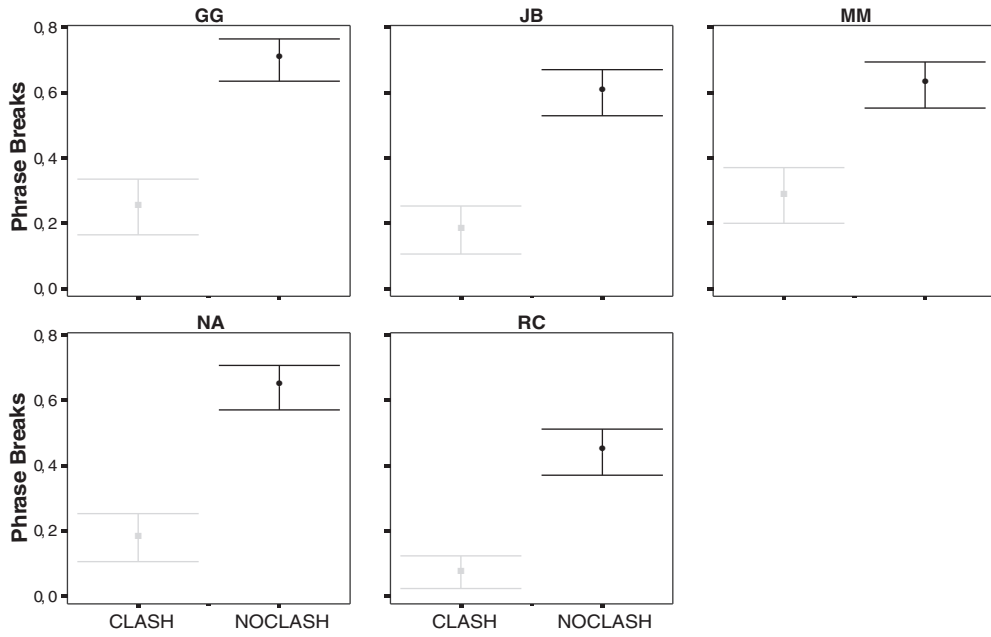 GG JB MM
0,8
0,6
0,4
0,2
0,0
Phrase Breaks
NA RC
0,8
0,6
0,4
0,2
0,0
Phrase Breaks
CLASH NOCLASH CLASH NOCLASH